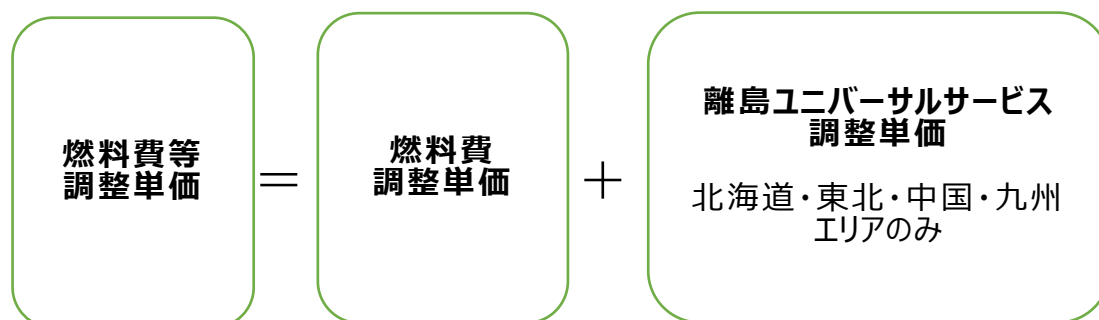 燃料費等
調整単価
=
燃料費
調整単価
+
離島ユニバーサルサービス
調整単価
北海道・東北・中国・九州
エリアのみ